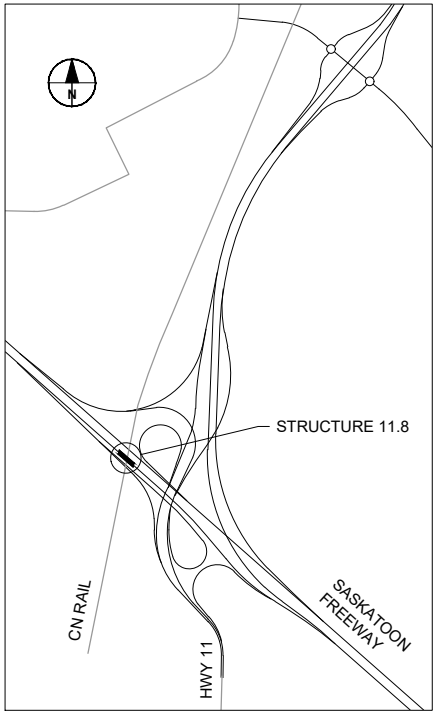 N
STRUCTURE 11.8
CN RAIL
HWY 11
SASKATOON
FREEWAY